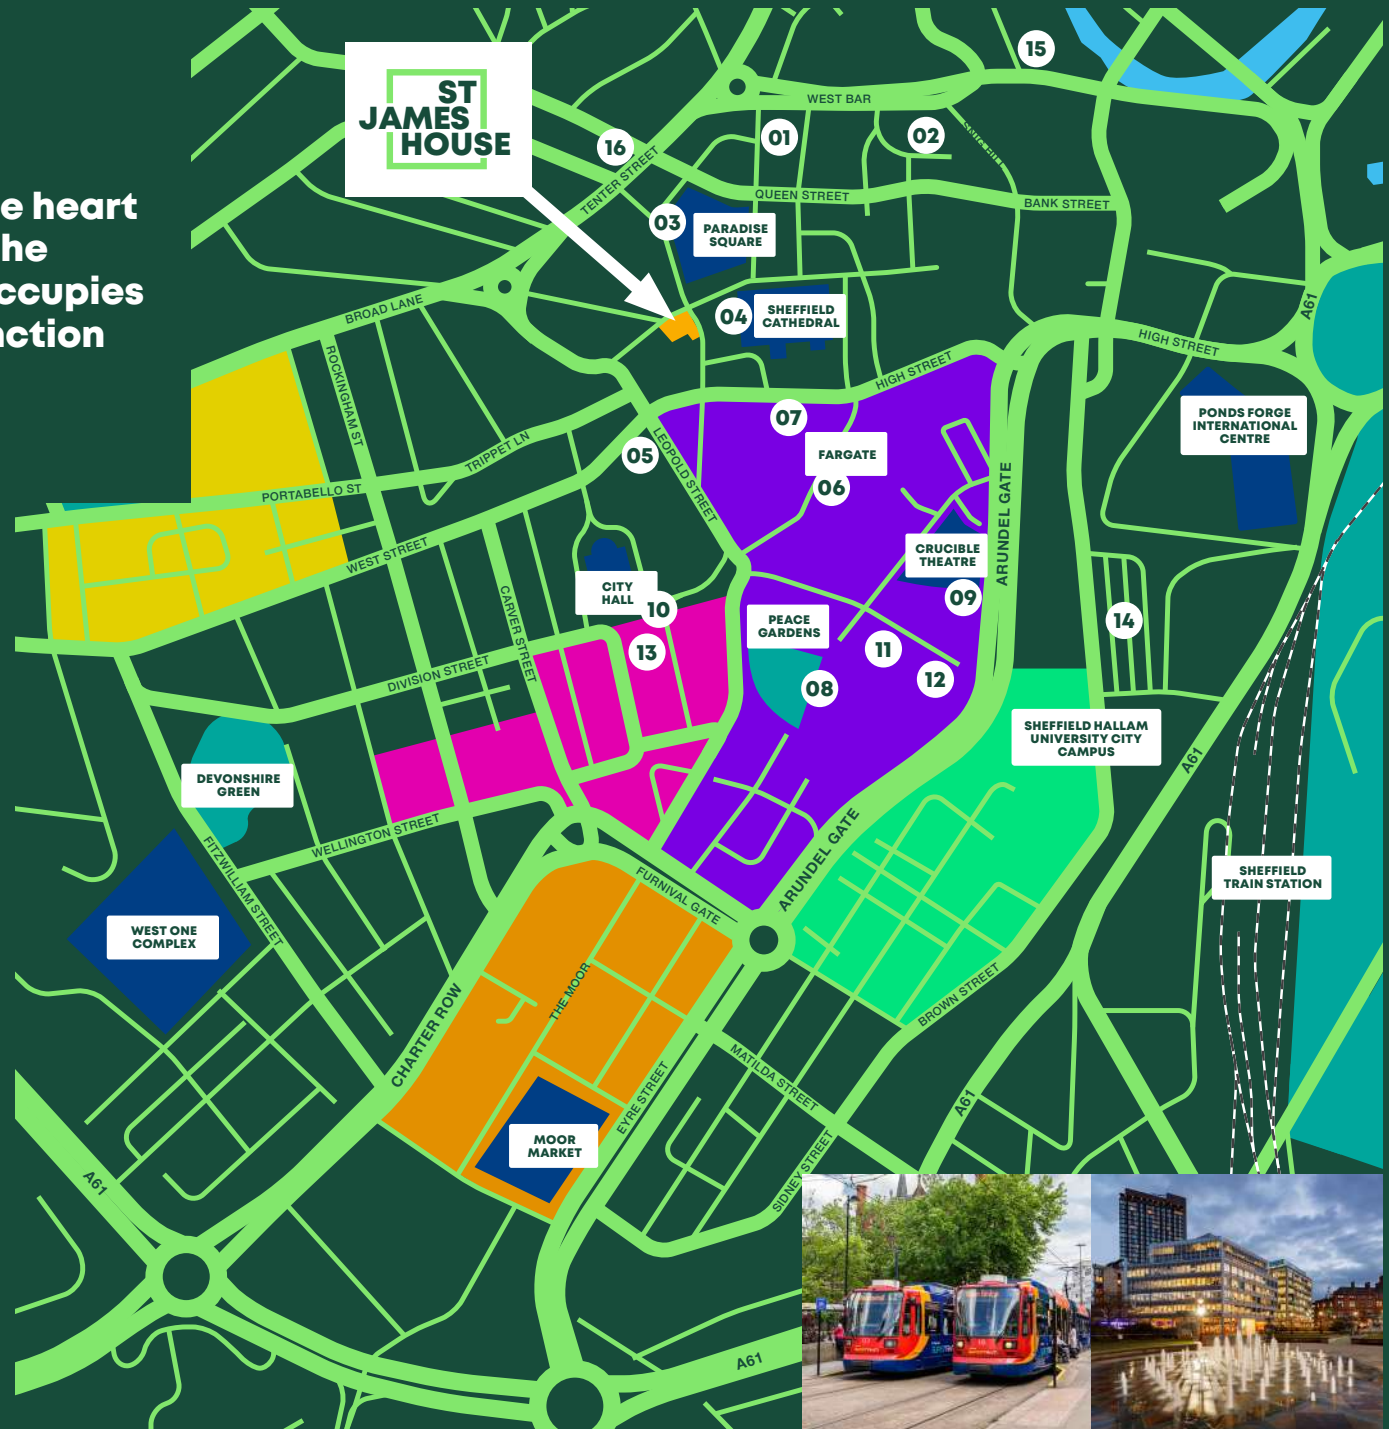 e heart
he
ccupies
nction
ST
JAMES
HOUSE
15
WEST BAR
01
02
SNIG HILL
16
TENTER STREET
QUEEN STREET
BANK STREET
03
PARADISE
SQUARE
A61
BROAD LANE
04
SHEFFIELD
CATHEDRAL
HIGH STREET
HIGH STREET
ROCKINGHAM ST
PONDS FORGE
INTERNATIONAL
CENTRE
07
FARGATE
06
05
LEOPOLD STREET
TRIPPET LN
PORTABELLO ST
ARUNDEL GATE
WEST STREET
CRUCIBLE
THEATRE
09
CITY
HALL
10
CARVER STREET
PEACE
GARDENS
14
13
11
12
08
DIVISION STREET
SHEFFIELD HALLAM
UNIVERSITY CITY
CAMPUS
A61
DEVONSHIRE
GREEN
WELLINGTON STREET
FITZWILLIAM STREET
ARUNDEL GATE
FURNIVAL GATE
SHEFFIELD
TRAIN STATION
WEST ONE
COMPLEX
THE MOOR
BROWN STREET
CHARTER ROW
MATILDA STREET
EYRE STREET
A61
MOOR
MARKET
SIDNEY STREET
A61
A61